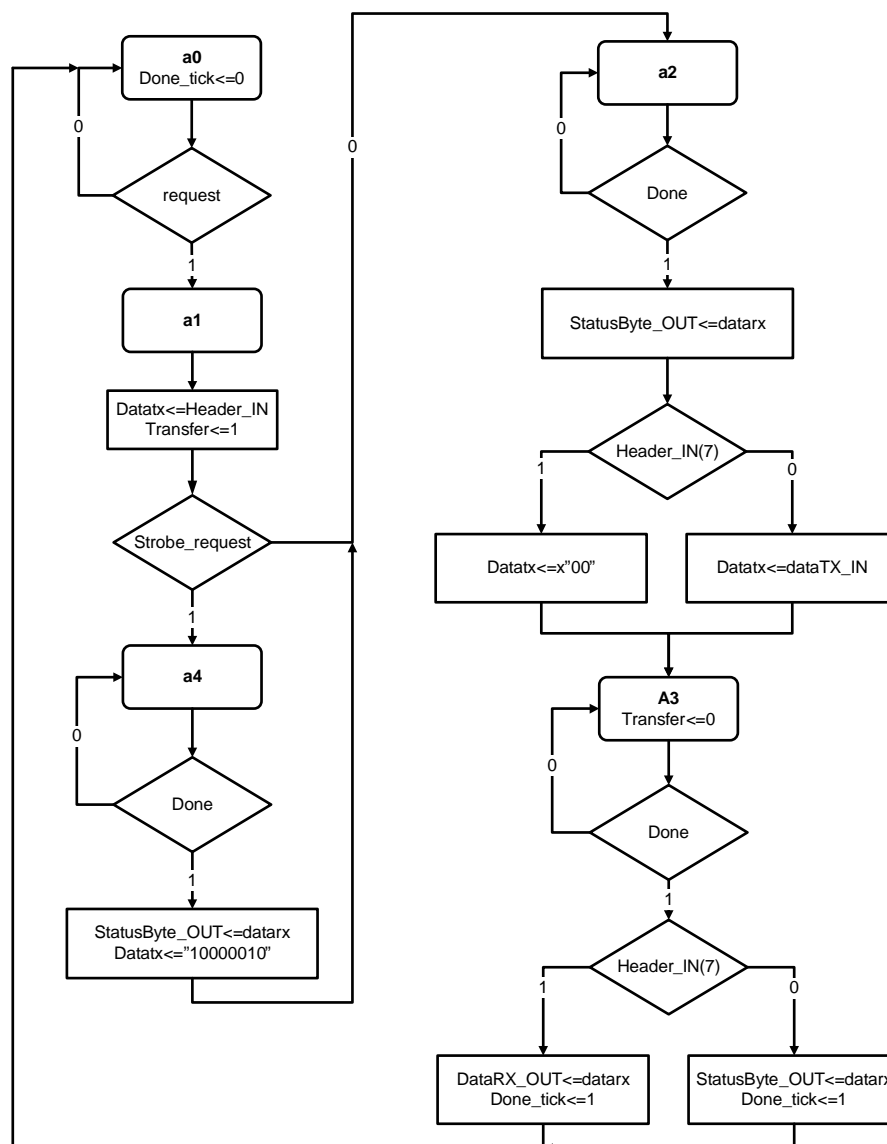 a0
Done_tick<=0
0
request
1
a1
Datatx<=Header_IN
Transfer<=1
Strobe_request
0
1
a4
0
Done
1
StatusByte_OUT<=datarx
Datatx<=”10000010”
a2
0
Done
1
StatusByte_OUT<=datarx
Header_IN(7)
1
0
Datatx<=x”00”
Datatx<=dataTX_IN
A3
Transfer<=0
0
Done
1
Header_IN(7)
1
0
DataRX_OUT<=datarx
Done_tick<=1
StatusByte_OUT<=datarx
Done_tick<=1